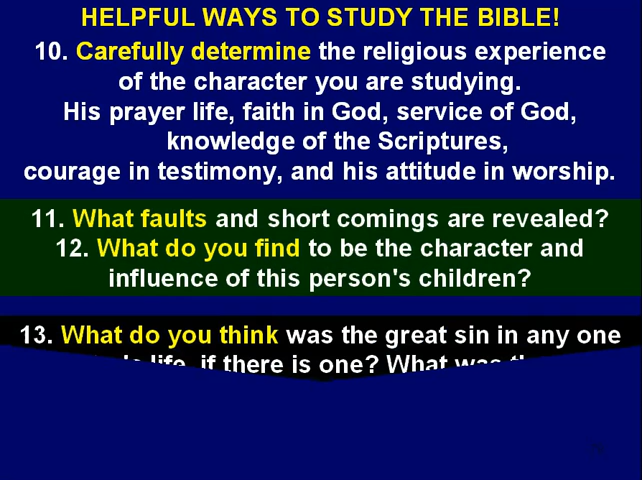 HELPFUL WAYS TO STUDY THE BIBLE!
10. Carefully determine the religious experience
of the character you are studying.
His prayer life, faith in God, service of God,
knowledge of the Scriptures,
courage in testimony, and his attitude in worship.
11. What faults and short comings are revealed?
12. What do you find to be the character and
influence of this person's children?
13. What do you think was the great sin in any one
life, if there is one? What was